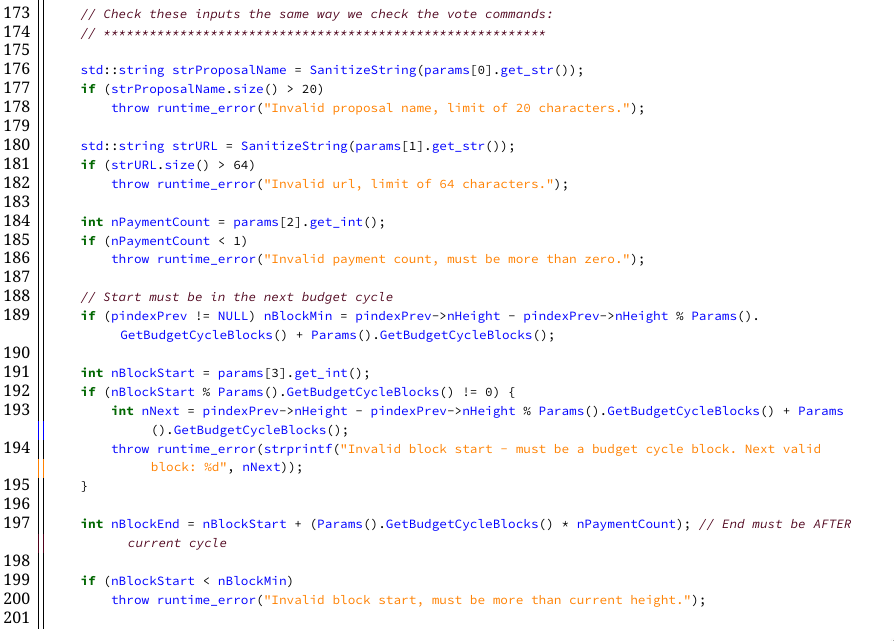 173 // Check these inputs the same way we check the vote commands:
174 // **********************************************************
175
176 std::string strProposalName = SanitizeString(params[0].get_str());
177 if (strProposalName.size() > 20)
178 throw runtime_error("Invalid proposal name, limit of 20 characters.");
179
180 std::string strURL = SanitizeString(params[1].get_str());
181 if (strURL.size() > 64)
182 throw runtime_error("Invalid url, limit of 64 characters.");
183
184 int nPaymentCount = params[2].get_int();
185 if (nPaymentCount < 1)
186 throw runtime_error("Invalid payment count, must be more than zero.");
187
188 // Start must be in the next budget cycle
189 if (pindexPrev != NULL) nBlockMin = pindexPrev->nHeight - pindexPrev->nHeight % Params().
GetBudgetCycleBlocks() + Params().GetBudgetCycleBlocks();
190
191 int nBlockStart = params[3].get_int();
192 if (nBlockStart % Params().GetBudgetCycleBlocks() != 0) {
193 int nNext = pindexPrev->nHeight - pindexPrev->nHeight % Params().GetBudgetCycleBlocks() + Params
().GetBudgetCycleBlocks();
194 throw runtime_error(strprintf("Invalid block start - must be a budget cycle block. Next valid
block: %d", nNext));
195 }
196
197 int nBlockEnd = nBlockStart + (Params().GetBudgetCycleBlocks() * nPaymentCount); // End must be AFTER
current cycle
198
199 if (nBlockStart < nBlockMin)
200 throw runtime_error("Invalid block start, must be more than current height.");
201